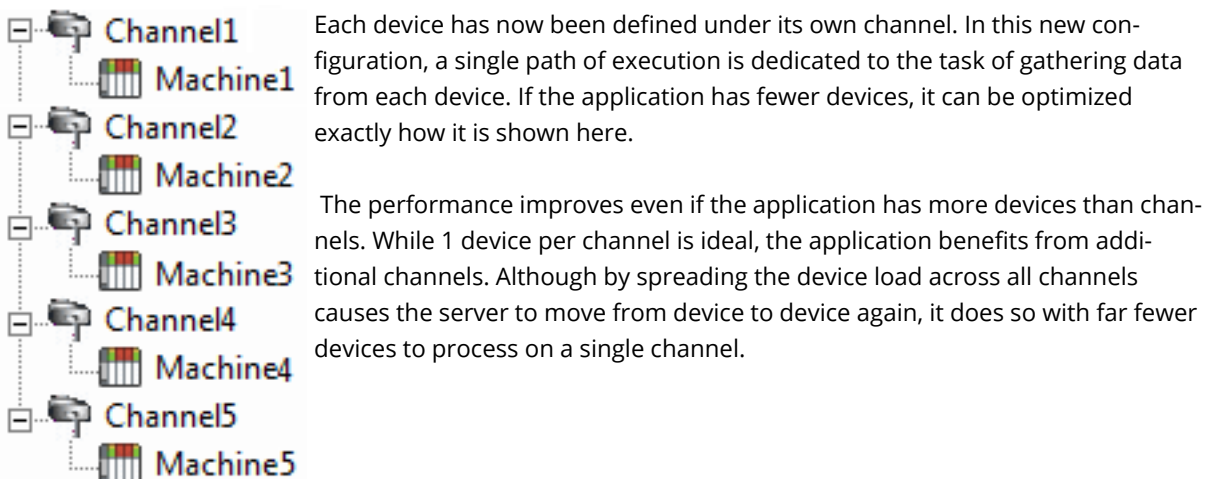 Channel1
Machine1
Channel2
Machine2
Channel3
Machine3
Channel4
Machine4
Channel5
Machine5
Each device has now been defined under its own channel. In this new con-
figuration, a single path of execution is dedicated to the task of gathering data
from each device. If the application has fewer devices, it can be optimized
exactly how it is shown here.
The performance improves even if the application has more devices than chan-
nels. While 1 device per channel is ideal, the application benefits from addi-
tional channels. Although by spreading the device load across all channels
causes the server to move from device to device again, it does so with far fewer
devices to process on a single channel.